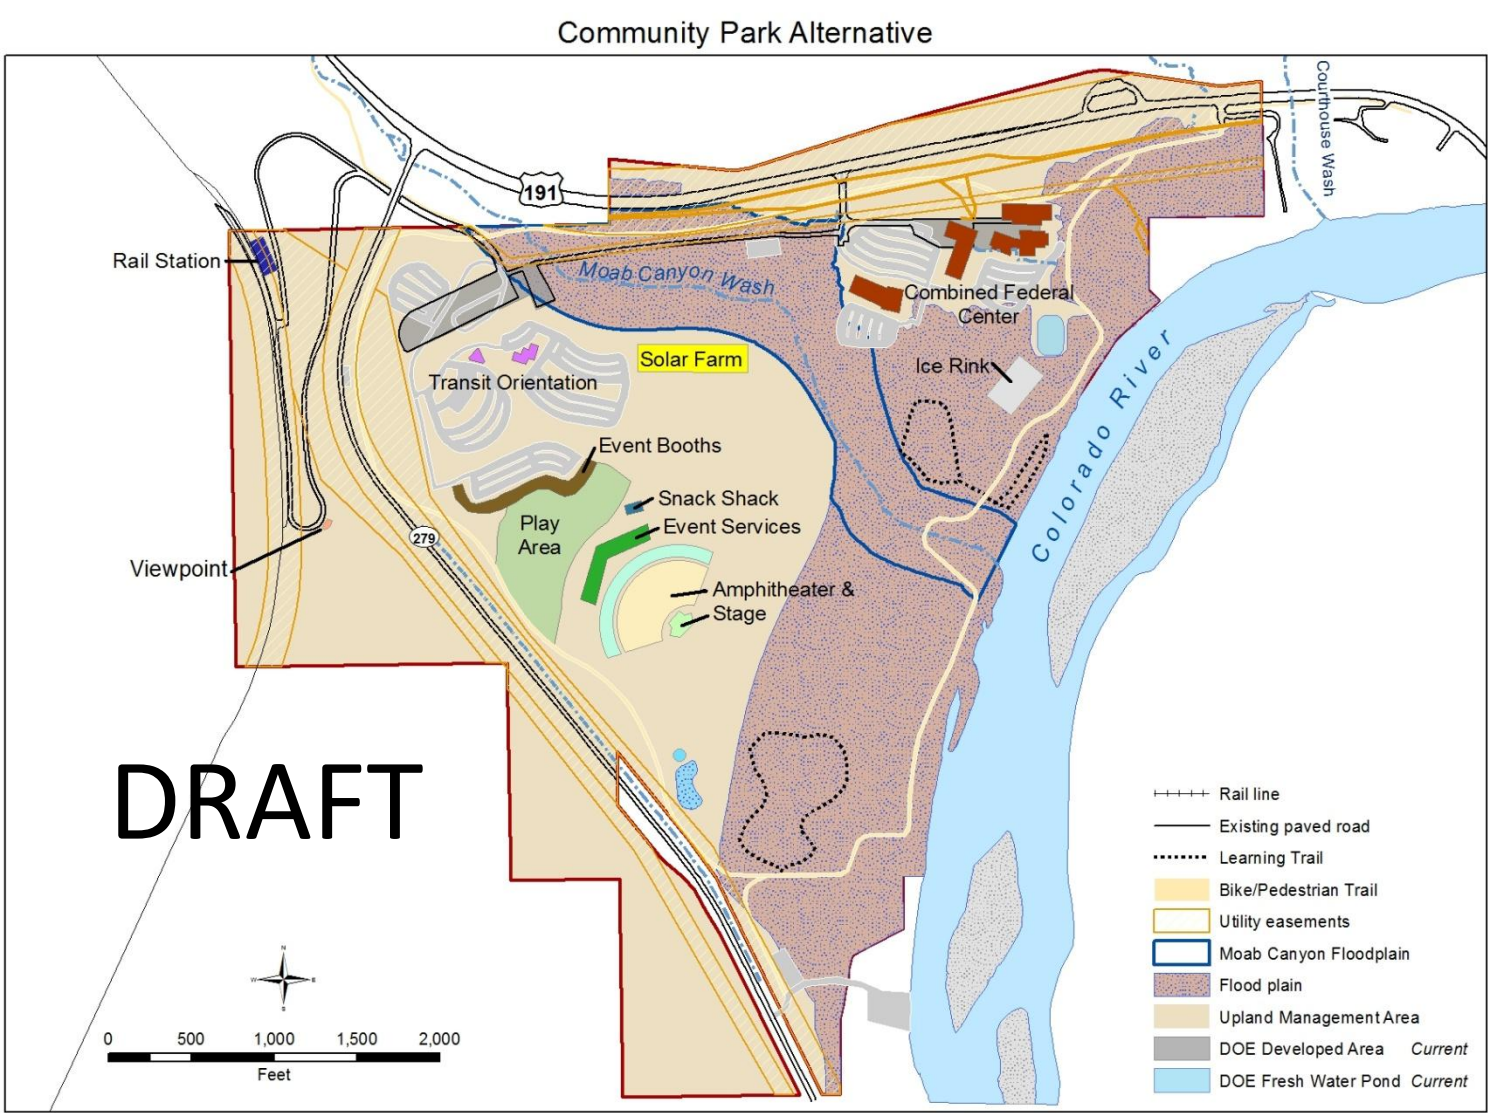 Community Park Alternative
Courthouse Wash
191
Rail Station
Moab Canyon Wash
Combined Federal
Center
Solar Farm
Ice Rink
Transit Orientation
Colorado River
Event Booths
Snack Shack
Play
Area
Event Services
279
Viewpoint
Amphitheater &
Stage
DRAFT
Rail line
Existing paved road
Learning Trail
Bike/Pedestrian Trail
Utility easements
Moab Canyon Floodplain
Flood plain
Upland Management Area
DOE Developed Area Current
DOE Fresh Water Pond Current
N
W E
S
0 500 1,000 1,500 2,000
Feet